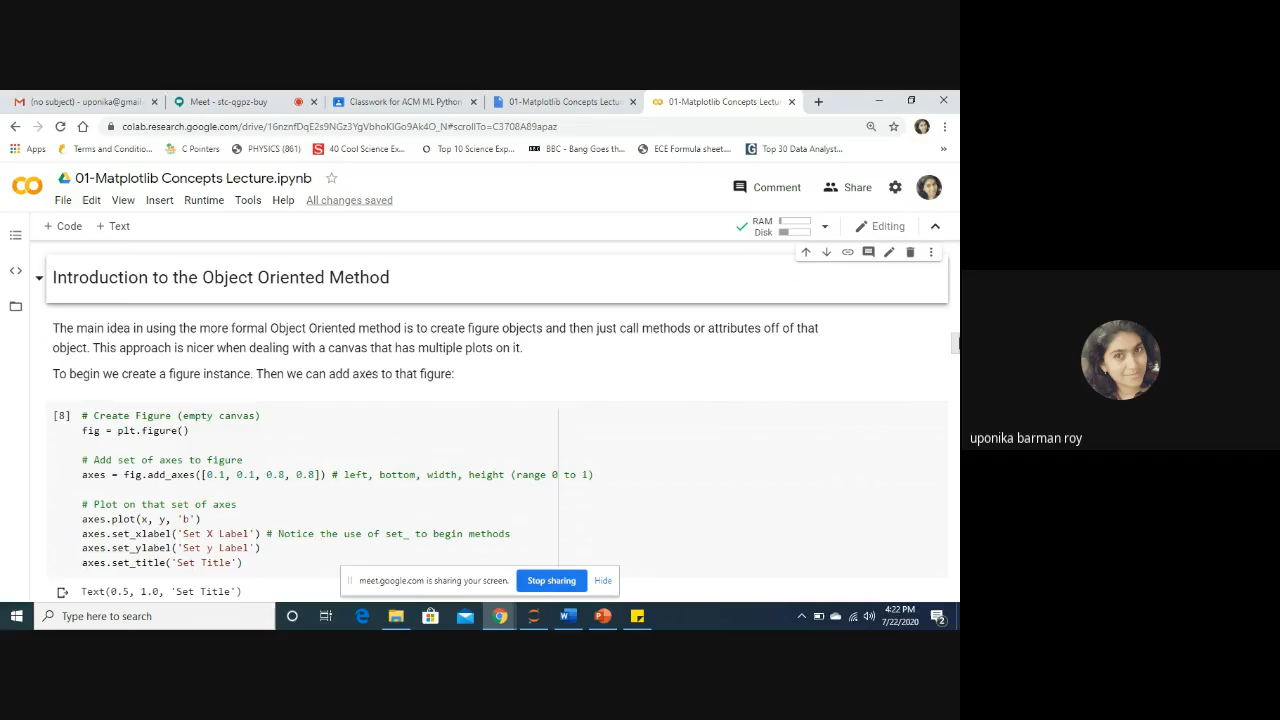 (no subject) - uponika@gmail.
Meet - stc-qgpz-buy
Classwork for ACM ML Python
01-Matplotlib Concepts Lectu
01-Matplotlib Concepts Lectu
colab.research.google.com/drive/16nznfDqE2s9NGz3YgVbhoKIGo9Ak4O_N#scrollTo=C3708A89apaz
Apps
Terms and Conditio...
C Pointers
PHYSICS (861)
40 Cool Science Ex...
Top 10 Science Exp...
BBC - Bang Goes th...
ECE Formula sheet....
Top 30 Data Analyst...
01-Matplotlib Concepts Lecture.ipynb
Comment
Share
File Edit View Insert Runtime Tools Help All changes saved
+ Code + Text
RAM
Disk
Editing
Introduction to the Object Oriented Method
The main idea in using the more formal Object Oriented method is to create figure objects and then just call methods or attributes off of that
object. This approach is nicer when dealing with a canvas that has multiple plots on it.
To begin we create a figure instance. Then we can add axes to that figure:
[8] # Create Figure (empty canvas)
fig = plt.figure()
# Add set of axes to figure
axes = fig.add_axes([0.1, 0.1, 0.8, 0.8]) # left, bottom, width, height (range 0 to 1)
# Plot on that set of axes
axes.plot(x, y, 'b')
axes.set_xlabel('Set X Label') # Notice the use of set_ to begin methods
axes.set_ylabel('Set y Label')
axes.set_title('Set Title')
Text(0.5, 1.0, 'Set Title')
meet.google.com is sharing your screen.
Stop sharing
Hide
uponika barman roy
Type here to search
4:22 PM
7/22/2020
2